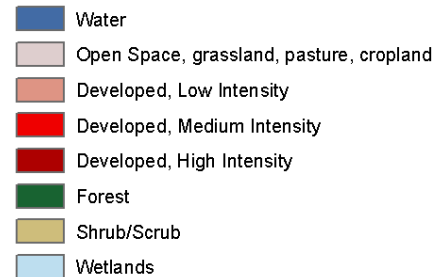 Water
Open Space, grassland, pasture, cropland
Developed, Low Intensity
Developed, Medium Intensity
Developed, High Intensity
Forest
Shrub/Scrub
Wetlands